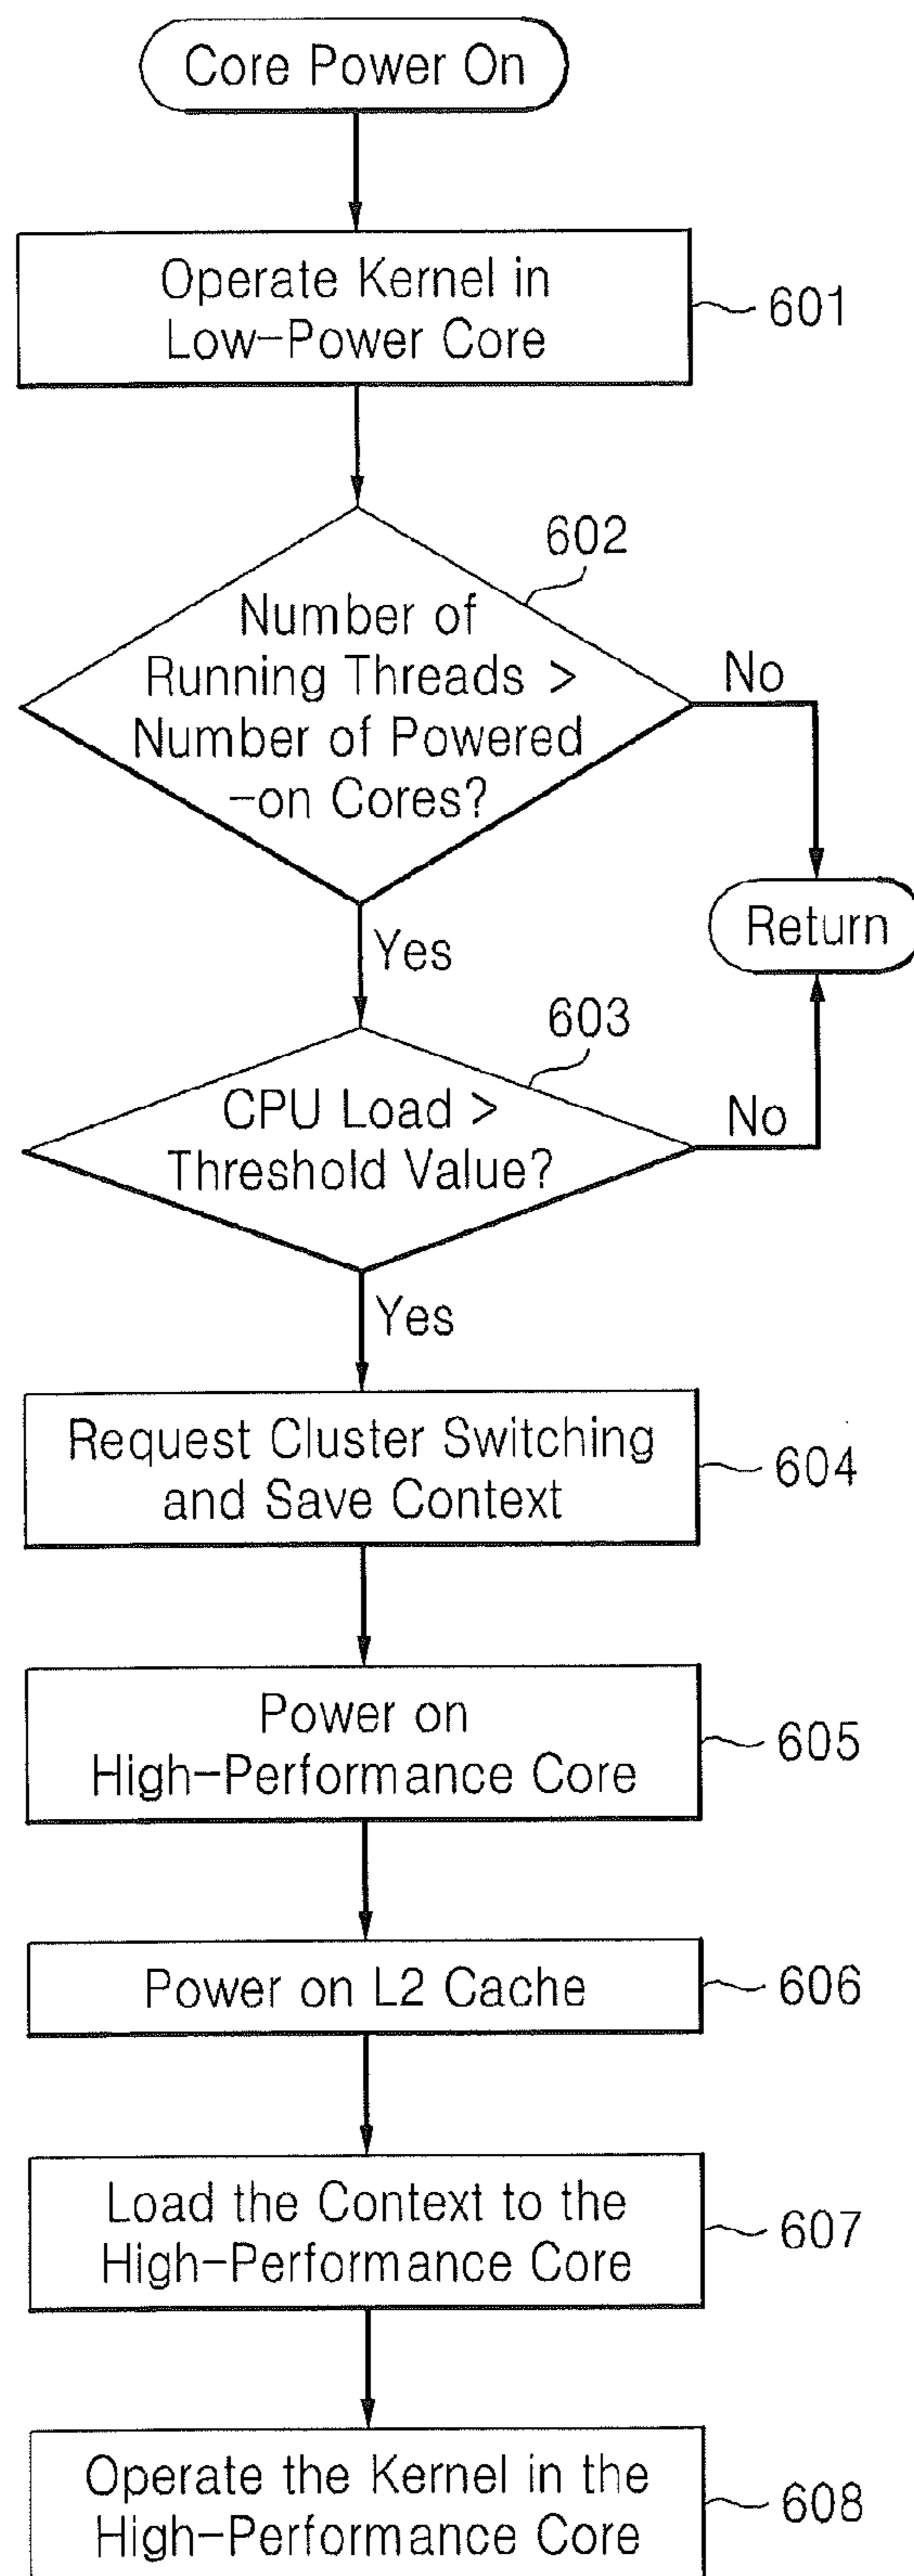 Core Power On
Operate Kernel in
Low-Power Core
601
602
Number of
Running Threads >
Number of Powered
-on Cores?
No
Return
Yes
603
CPU Load >
Threshold Value?
No
Yes
Request Cluster Switching
and Save Context
604
Power on
High-Performance Core
605
Power on L2 Cache
606
Load the Context to the
High-Performance Core
607
Operate the Kernel in the
High-Performance Core
608